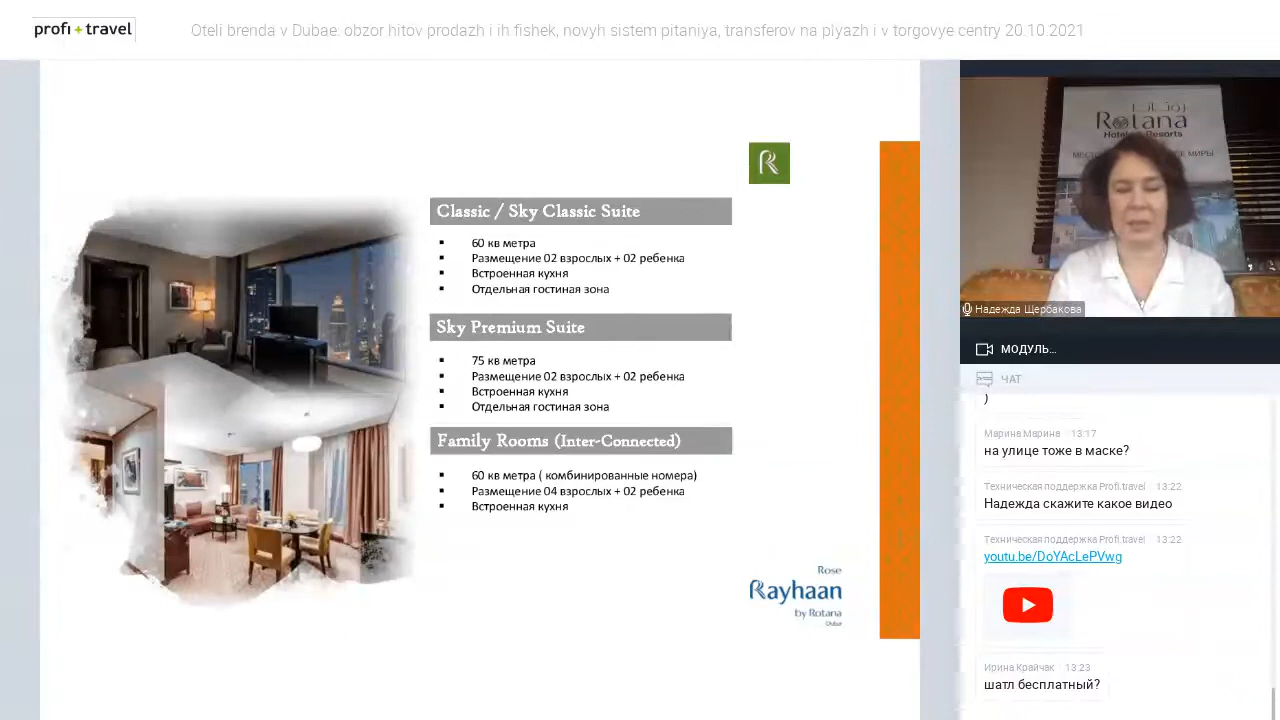 profi + travel
Oteli brenda v Dubae: obzor hitov prodazh i ih fishek, novyh sistem pitaniya, transferov na plyazh i v torgovye centry 20.10.2021
Classic / Sky Classic Suite
60 кв метра
Размещение 02 взрослых + 02 ребенка
Встроенная кухня
Отдельная гостиная зона
Sky Premium Suite
75 кв метра
Размещение 02 взрослых + 02 ребенка
Встроенная кухня
Отдельная гостиная зона
Family Rooms (Inter-Connected)
60 кв метра ( комбинированные номера)
Размещение 04 взрослых + 02 ребенка
Встроенная кухня
Rose
Rayhaan
by Rotana
Dubai
روتانا
Rotana
Hotels Resorts
МИРЫ
Надежда Щербакова
МОДУЛЬ…
ЧАТ
)
Марина Марина 13:17
на улице тоже в маске?
Техническая поддержка Profi.travel 13:22
Надежда скажите какое видео
Техническая поддержка Profi.travel 13:22
youtu.be/DoYAcLePVwg
Ирина Крайчак 13:23
шатл бесплатный?